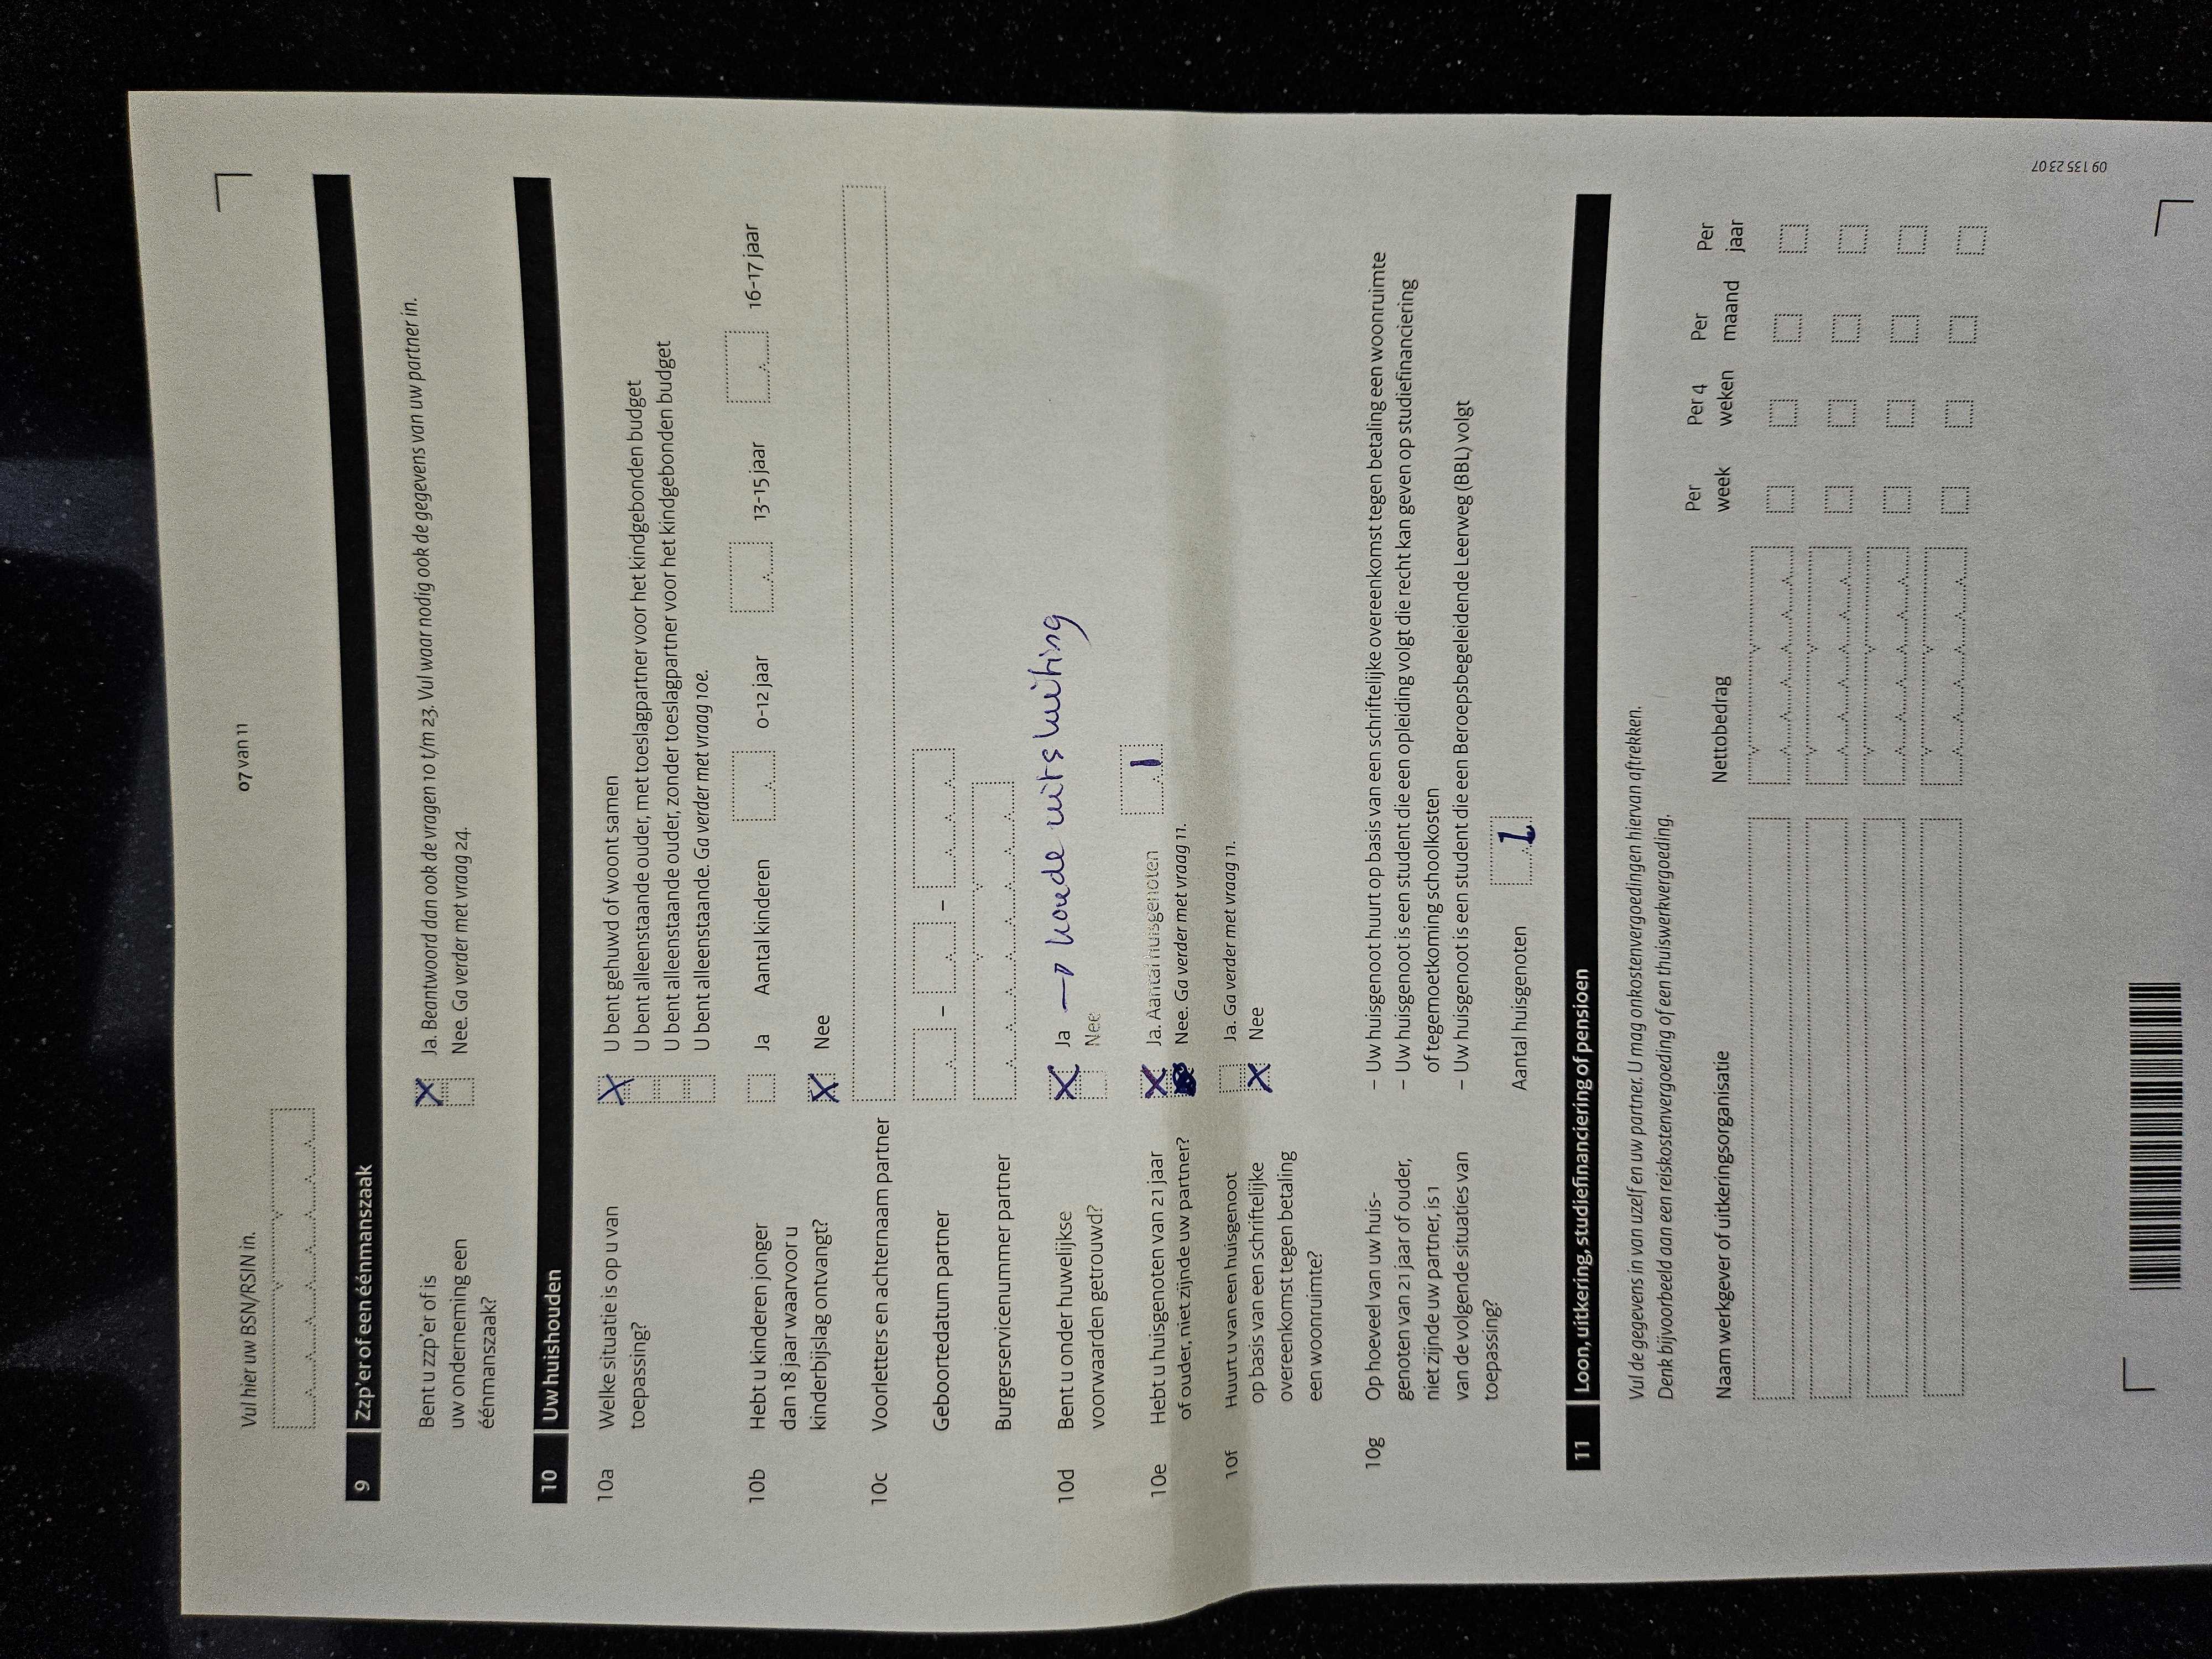 Vul hier uw BSN/RSIN in.
07 van 11
9 Zzp'er of een éénmanszaak
Bent u zzp'er of is
uw onderneming een
éénmanszaak?
Ja. Beantwoord dan ook de vragen 10 t/m 23. Vul waar nodig ook de gegevens van uw partner in.
Nee. Ga verder met vraag 24.
10 Uw huishouden
10a Welke situatie is op u van
toepassing?
U bent gehuwd of woont samen
U bent alleenstaande ouder, met toeslagpartner voor het kindgebonden budget
U bent alleenstaande ouder, zonder toeslagpartner voor het kindgebonden budget
U bent alleenstaande. Ga verder met vraag 10e.
10b Hebt u kinderen jonger
dan 18 jaar waarvoor u
kinderbijslag ontvangt?
Ja Aantal kinderen 0-12 jaar 13-15 jaar 16-17 jaar
Nee
10c Voorletters en achternaam partner
Geboortedatum partner – –
Burgerservicenummer partner
10d Bent u onder huwelijkse
voorwaarden getrouwd?
Ja → koude uitsluiting
Nee
10e Hebt u huisgenoten van 21 jaar
of ouder, niet zijnde uw partner?
Ja. Aantal huisgenoten 1
Nee. Ga verder met vraag 11.
10f Huurt u van een huisgenoot
op basis van een schriftelijke
overeenkomst tegen betaling
een woonruimte?
Ja. Ga verder met vraag 11.
Nee
10g Op hoeveel van uw huis-
genoten van 21 jaar of ouder,
niet zijnde uw partner, is 1
van de volgende situaties van
toepassing?
– Uw huisgenoot huurt op basis van een schriftelijke overeenkomst tegen betaling een woonruimte
– Uw huisgenoot is een student die een opleiding volgt die recht kan geven op studiefinanciering
of tegemoetkoming schoolkosten
– Uw huisgenoot is een student die een Beroepsbegeleidende Leerweg (BBL) volgt
Aantal huisgenoten 1
11 Loon, uitkering, studiefinanciering of pensioen
Vul de gegevens in van uzelf en uw partner. U mag onkostenvergoedingen hiervan aftrekken.
Denk bijvoorbeeld aan een reiskostenvergoeding of een thuiswerkvergoeding.
Naam werkgever of uitkeringsorganisatie
Nettobedrag
Per
week
Per 4
weken
Per
maand
Per
jaar
09 135 23 07